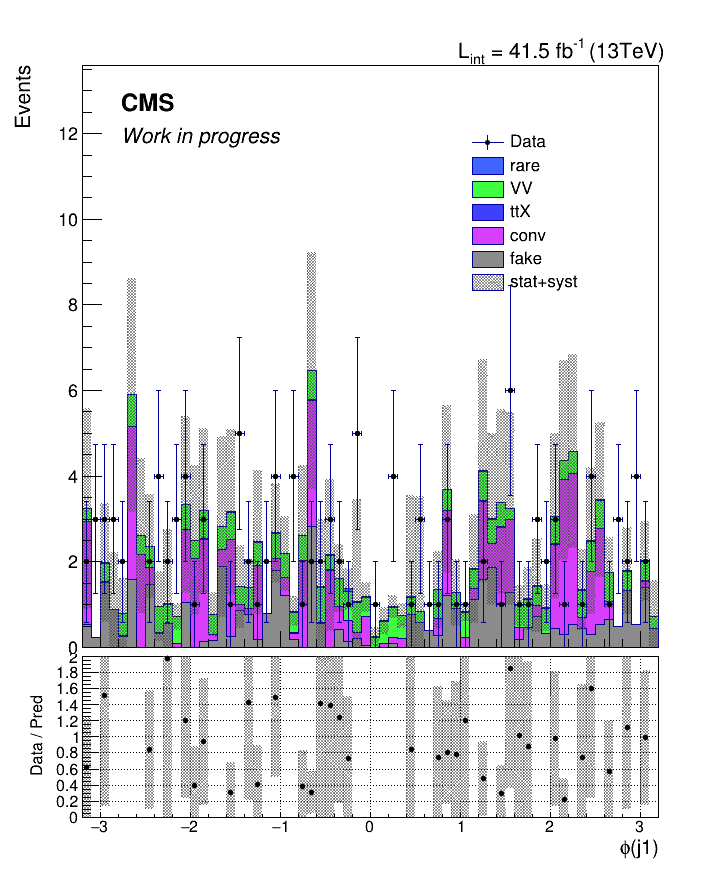 L_int = 41.5 fb^-1 (13TeV)
Events
CMS
Work in progress
Data
rare
VV
ttX
conv
fake
stat+syst
12
10
8
6
4
2
0
Data / Pred
2
1.8
1.6
1.4
1.2
1
0.8
0.6
0.4
0.2
0
−3 −2 −1 0 1 2 3
ϕ(j1)